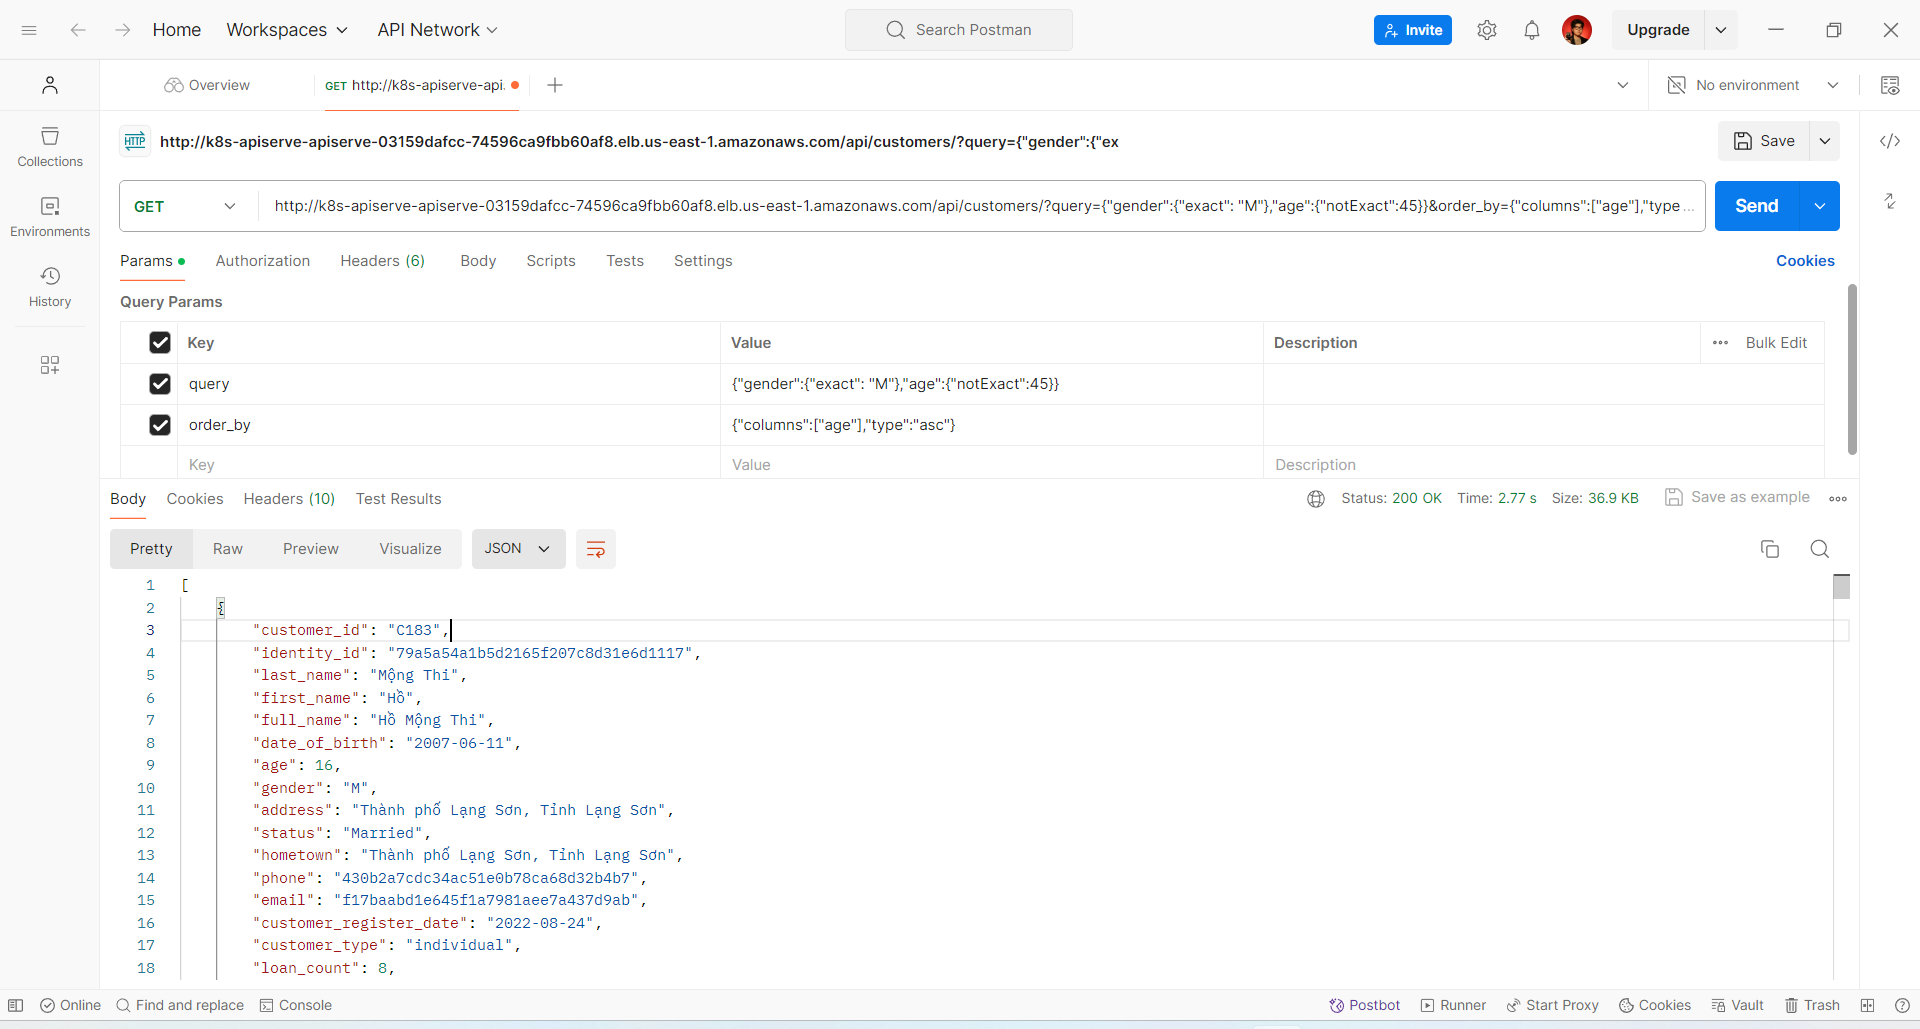 Home Workspaces API Network Search Postman Invite Upgrade
Overview GET http://k8s-apiserve-api. No environment
HTTP http://k8s-apiserve-apiserve-03159dafcc-74596ca9fbb60af8.elb.us-east-1.amazonaws.com/api/customers/?query={"gender":{"ex Save
GET http://k8s-apiserve-apiserve-03159dafcc-74596ca9fbb60af8.elb.us-east-1.amazonaws.com/api/customers/?query={"gender":{"exact": "M"},"age":{"notExact":45}}&order_by={"columns":["age"],"type ... Send
Collections
Environments
History
Params Authorization Headers (6) Body Scripts Tests Settings Cookies
Query Params
Key Value Description Bulk Edit
query {"gender":{"exact": "M"},"age":{"notExact":45}}
order_by {"columns":["age"],"type":"asc"}
Key Value Description
Body Cookies Headers (10) Test Results Status: 200 OK Time: 2.77 s Size: 36.9 KB Save as example
Pretty Raw Preview Visualize JSON
1 [
2 {
3 "customer_id": "C183",
4 "identity_id": "79a5a54a1b5d2165f207c8d31e6d1117",
5 "last_name": "Mộng Thi",
6 "first_name": "Hồ",
7 "full_name": "Hồ Mộng Thi",
8 "date_of_birth": "2007-06-11",
9 "age": 16,
10 "gender": "M",
11 "address": "Thành phố Lạng Sơn, Tỉnh Lạng Sơn",
12 "status": "Married",
13 "hometown": "Thành phố Lạng Sơn, Tỉnh Lạng Sơn",
14 "phone": "430b2a7cdc34ac51e0b78ca68d32b4b7",
15 "email": "f17baabd1e645f1a7981aee7a437d9ab",
16 "customer_register_date": "2022-08-24",
17 "customer_type": "individual",
18 "loan_count": 8,
Online Find and replace Console Postbot Runner Start Proxy Cookies Vault Trash